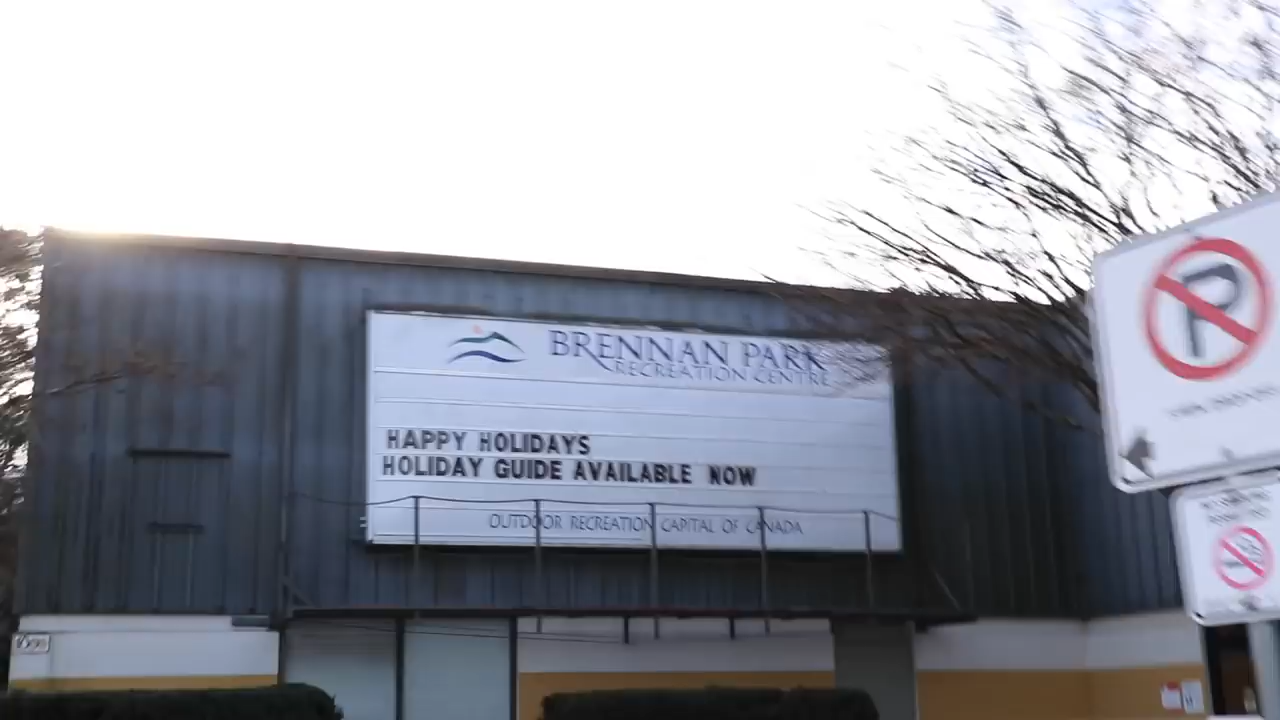 BRENNAN PARK
RECREATION CENTRE
HAPPY HOLIDAYS
HOLIDAY GUIDE AVAILABLE NOW
OUTDOOR RECREATION CAPITAL OF CANADA
P